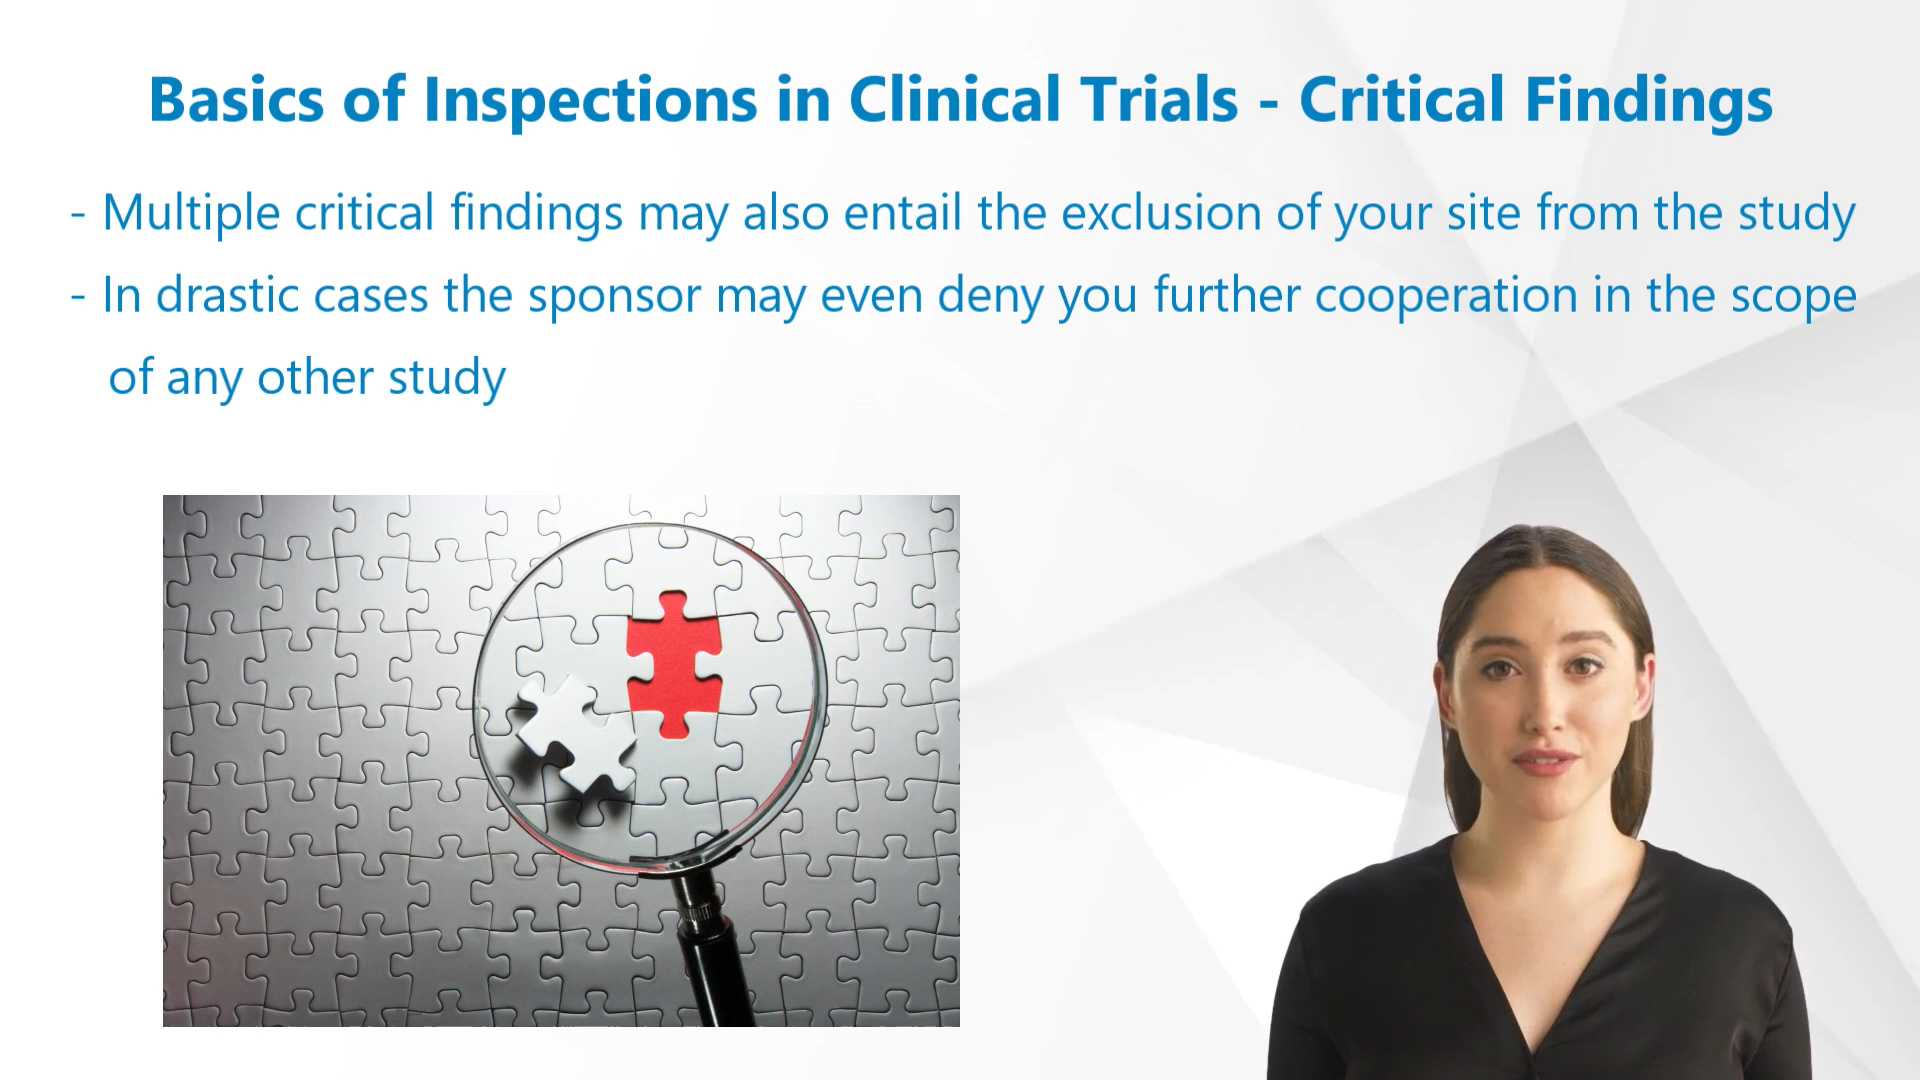 Basics of Inspections in Clinical Trials - Critical Findings
- Multiple critical findings may also entail the exclusion of your site from the study
- In drastic cases the sponsor may even deny you further cooperation in the scope
of any other study